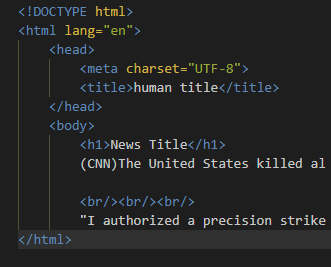 <!DOCTYPE html>
<html lang="en">
<head>
<meta charset="UTF-8">
<title>human title</title>
</head>
<body>
<h1>News Title</h1>
(CNN)The United States killed al
<br/><br/><br/>
"I authorized a precision strike
</html>